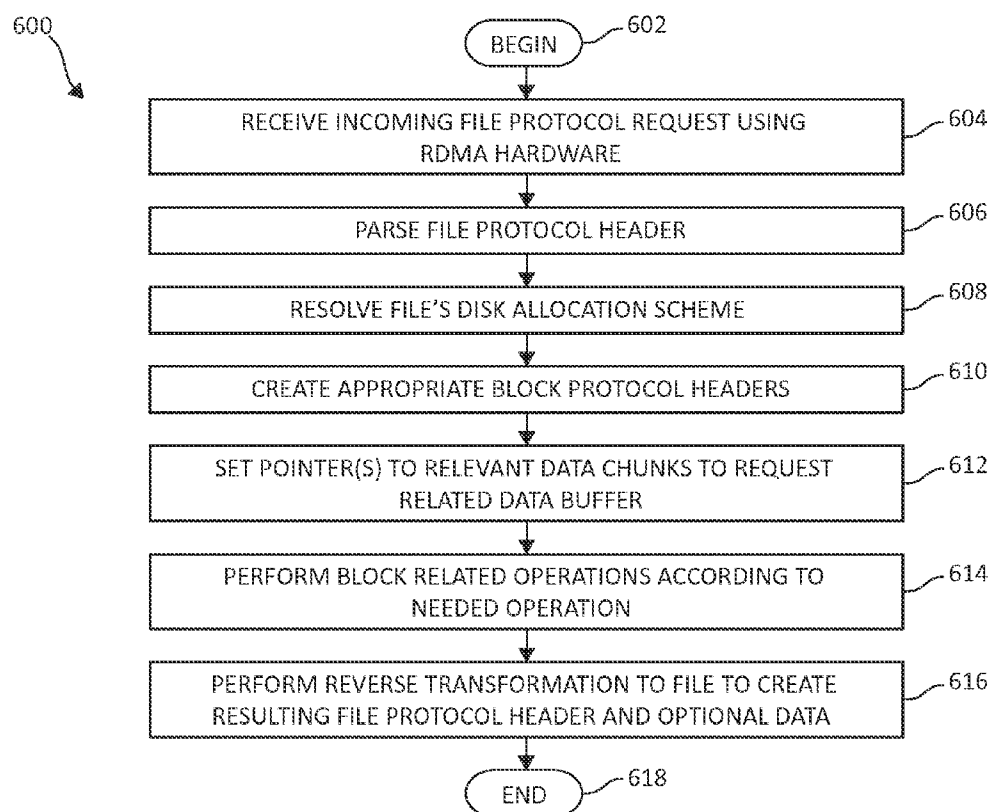 600
BEGIN
602
RECEIVE INCOMING FILE PROTOCOL REQUEST USING
RDMA HARDWARE
604
PARSE FILE PROTOCOL HEADER
606
RESOLVE FILE'S DISK ALLOCATION SCHEME
608
CREATE APPROPRIATE BLOCK PROTOCOL HEADERS
610
SET POINTER(S) TO RELEVANT DATA CHUNKS TO REQUEST
RELATED DATA BUFFER
612
PERFORM BLOCK RELATED OPERATIONS ACCORDING TO
NEEDED OPERATION
614
PERFORM REVERSE TRANSFORMATION TO FILE TO CREATE
RESULTING FILE PROTOCOL HEADER AND OPTIONAL DATA
616
END
618